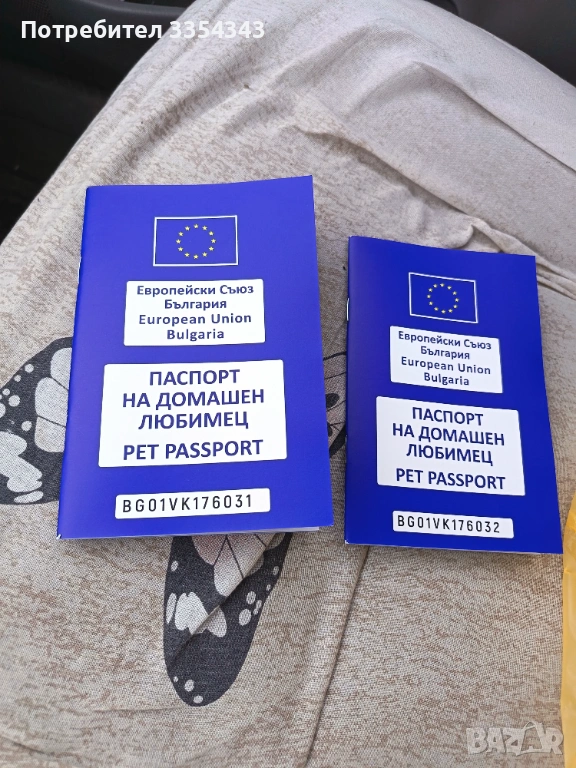 Потребител 3354343
Европейски Съюз
България
European Union
Bulgaria
ПАСПОРТ
НА ДОМАШЕН
ЛЮБИМЕЦ
PET PASSPORT
BG01VK176031
Европейски Съюз
България
European Union
Bulgaria
ПАСПОРТ
НА ДОМАШЕН
ЛЮБИМЕЦ
PET PASSPORT
BG01VK176032
BAZAR